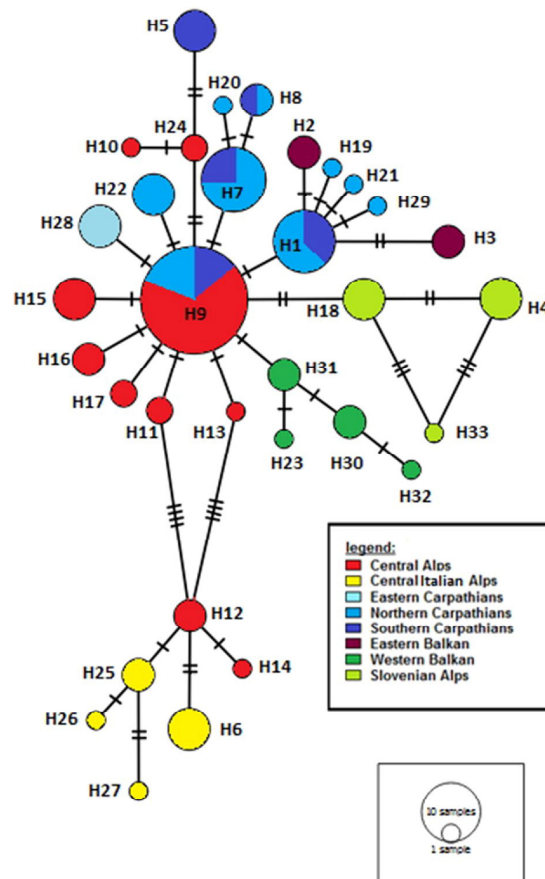 H5
H20
H8
H2
H10
H24
H19
H21
H22
H7
H29
H28
H1
H3
H15
H9
H18
H4
H16
H31
H17
H11
H13
H33
H23
H30
H32
legend:
Central Alps
Central Italian Alps
Eastern Carpathians
Northern Carpathians
Southern Carpathians
Eastern Balkan
Western Balkan
Slovenian Alps
H12
H14
H25
H26
H6
H27
10 samples
1 sample